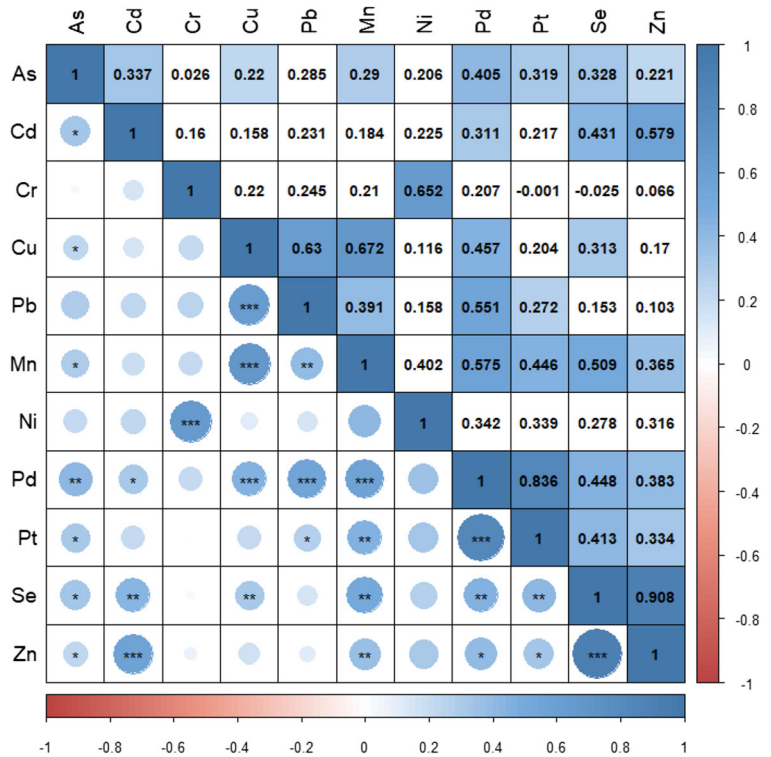 As Cd Cr Cu Pb Mn Ni Pd Pt Se Zn
As 1 0.337 0.026 0.22 0.285 0.29 0.206 0.405 0.319 0.328 0.221
Cd * 1 0.16 0.158 0.231 0.184 0.225 0.311 0.217 0.431 0.579
Cr 1 0.22 0.245 0.21 0.652 0.207 -0.001 -0.025 0.066
Cu * 1 0.63 0.672 0.116 0.457 0.204 0.313 0.17
Pb *** 1 0.391 0.158 0.551 0.272 0.153 0.103
Mn * *** ** 1 0.402 0.575 0.446 0.509 0.365
Ni *** 1 0.342 0.339 0.278 0.316
Pd ** * *** *** *** 1 0.836 0.448 0.383
Pt * * ** *** 1 0.413 0.334
Se * ** ** ** ** ** 1 0.908
Zn * *** ** * * *** 1
1
0.8
0.6
0.4
0.2
0
-0.2
-0.4
-0.6
-0.8
-1
-1 -0.8 -0.6 -0.4 -0.2 0 0.2 0.4 0.6 0.8 1